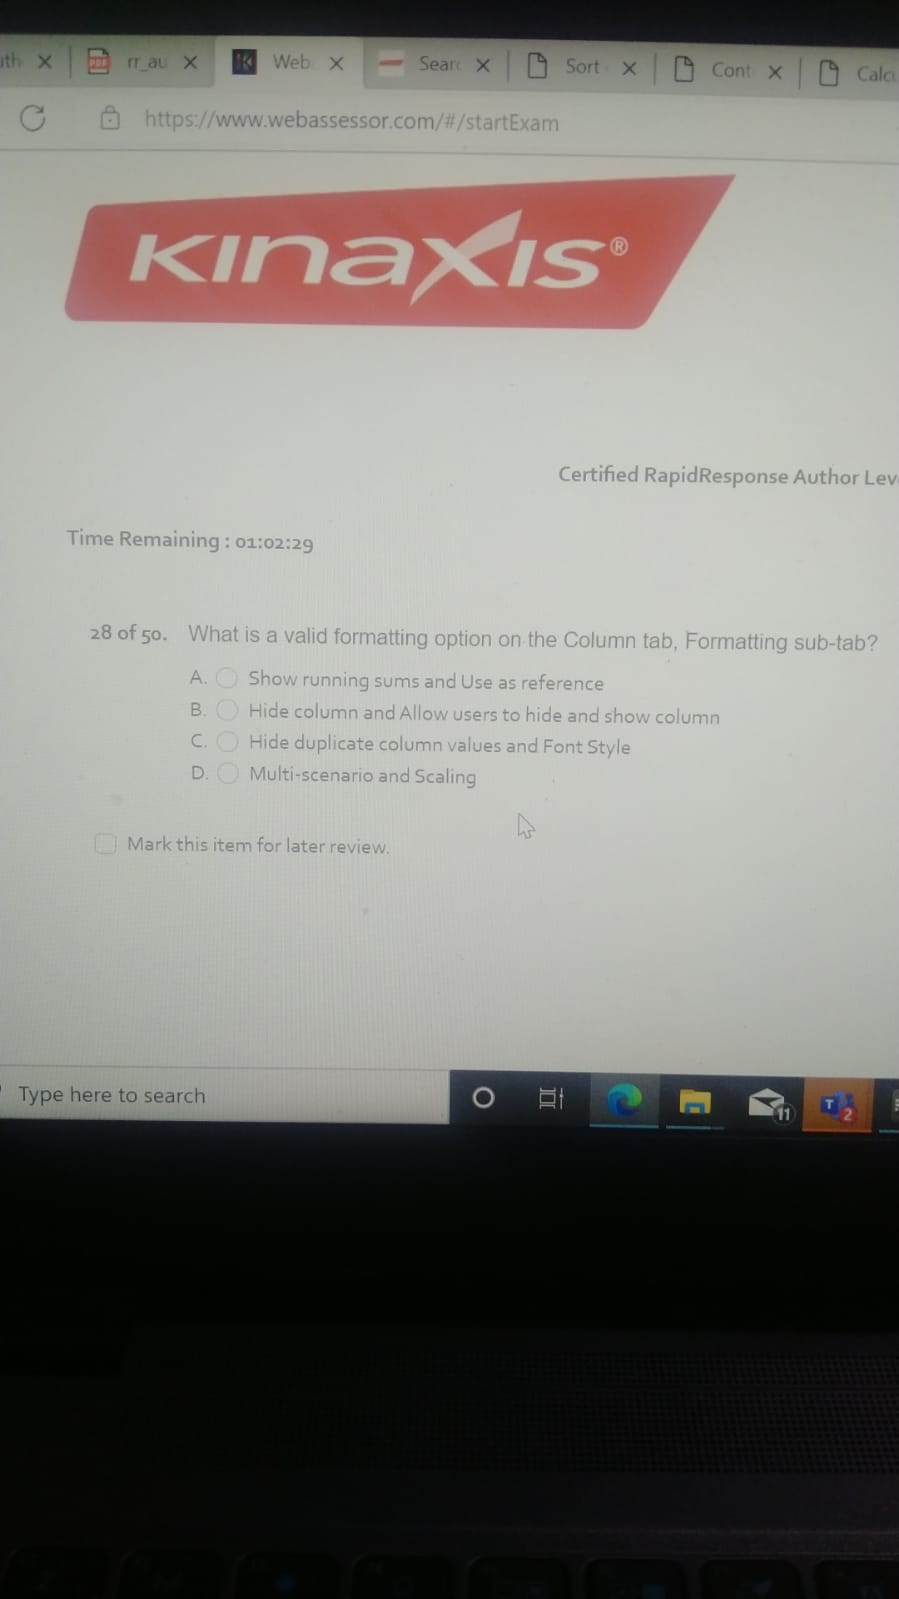 rr_au
Web
Sear
Sort
Cont
https://www.webassessor.com/#/startExam
KINAXIS®
Certified RapidResponse Author Lev
Time Remaining : 01:02:29
28 of 50. What is a valid formatting option on the Column tab, Formatting sub-tab?
A. Show running sums and Use as reference
B. Hide column and Allow users to hide and show column
C. Hide duplicate column values and Font Style
D. Multi-scenario and Scaling
Mark this item for later review.
Type here to search
11
T
2